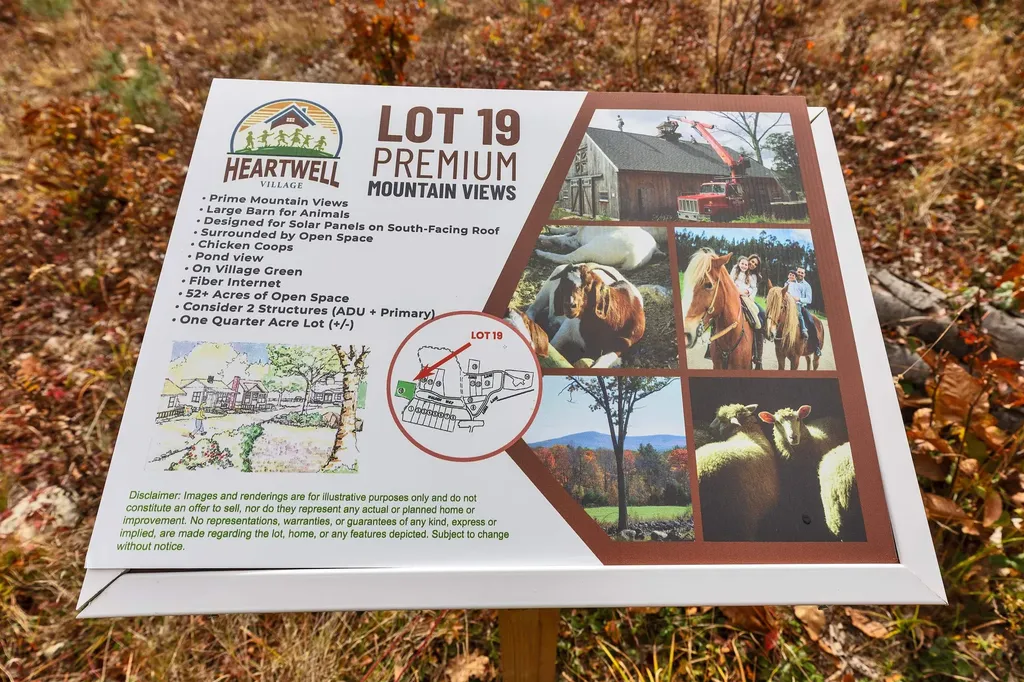 HEARTWELL
VILLAGE
LOT 19
PREMIUM
MOUNTAIN VIEWS
• Prime Mountain Views
• Large Barn for Animals
• Designed for Solar Panels on South-Facing Roof
• Surrounded by Open Space
• Chicken Coops
• Pond view
• On Village Green
• Fiber Internet
• 52+ Acres of Open Space
• Consider 2 Structures (ADU + Primary)
• One Quarter Acre Lot (+/-)
LOT 19
Disclaimer: Images and renderings are for illustrative purposes only and do not
constitute an offer to sell, nor do they represent any actual or planned home or
improvement. No representations, warranties, or guarantees of any kind, express or
implied, are made regarding the lot, home, or any features depicted. Subject to change
without notice.